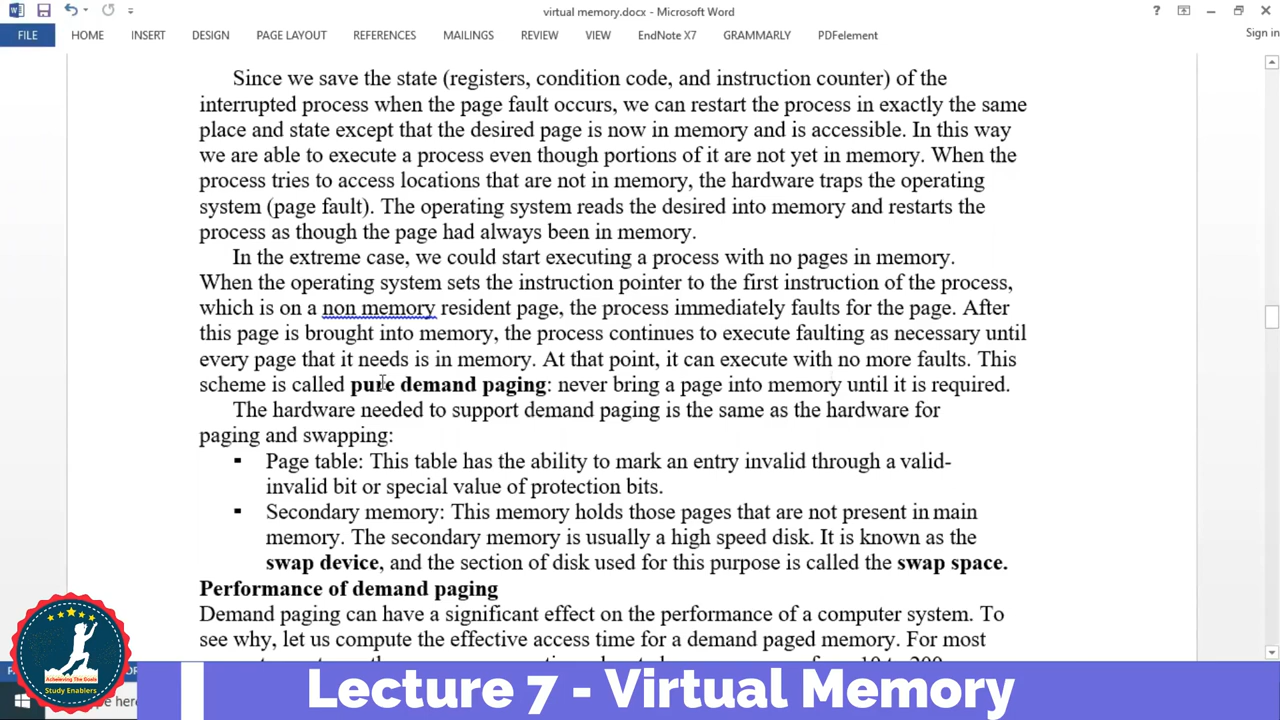 virtual memory.docx - Microsoft Word
Sign in
FILE HOME INSERT DESIGN PAGE LAYOUT REFERENCES MAILINGS REVIEW VIEW EndNote X7 GRAMMARLY PDFelement
Since we save the state (registers, condition code, and instruction counter) of the
interrupted process when the page fault occurs, we can restart the process in exactly the same
place and state except that the desired page is now in memory and is accessible. In this way
we are able to execute a process even though portions of it are not yet in memory. When the
process tries to access locations that are not in memory, the hardware traps the operating
system (page fault). The operating system reads the desired into memory and restarts the
process as though the page had always been in memory.
In the extreme case, we could start executing a process with no pages in memory.
When the operating system sets the instruction pointer to the first instruction of the process,
which is on a non memory resident page, the process immediately faults for the page. After
this page is brought into memory, the process continues to execute faulting as necessary until
every page that it needs is in memory. At that point, it can execute with no more faults. This
scheme is called pure demand paging: never bring a page into memory until it is required.
The hardware needed to support demand paging is the same as the hardware for
paging and swapping:
▪ Page table: This table has the ability to mark an entry invalid through a valid-
invalid bit or special value of protection bits.
▪ Secondary memory: This memory holds those pages that are not present in main
memory. The secondary memory is usually a high speed disk. It is known as the
swap device, and the section of disk used for this purpose is called the swap space.
Performance of demand paging
Demand paging can have a significant effect on the performance of a computer system. To
see why, let us compute the effective access time for a demand paged memory. For most
Acheieving The Goals
Study Enablers
here
Lecture 7 - Virtual Memory